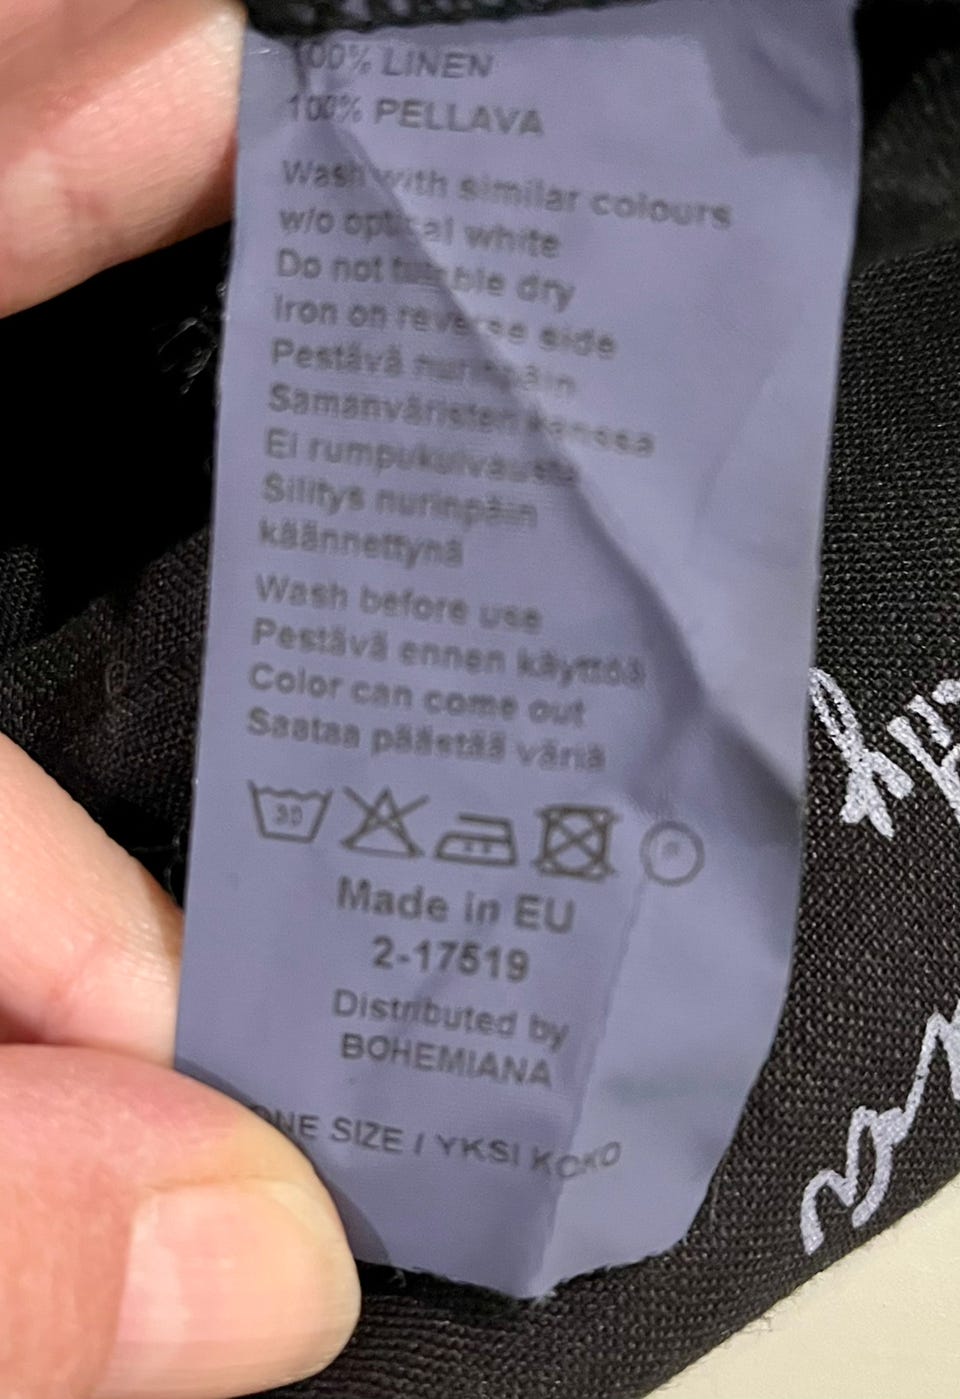 100% LINEN
100% PELLAVA
Wash with similar colours
w/o optical white
Do not tumble dry
Iron on reverse side
Pestävä nurinpäin
Samanväristen kanssa
Ei rumpukuivausta
Silitys nurinpäin
käännettynä
Wash before use
Pestävä ennen käyttöä
Color can come out
Saataa päästää väriä
30
Made in EU
2-17519
Distributed by
BOHEMIANA
ONE SIZE / YKSI KOKO